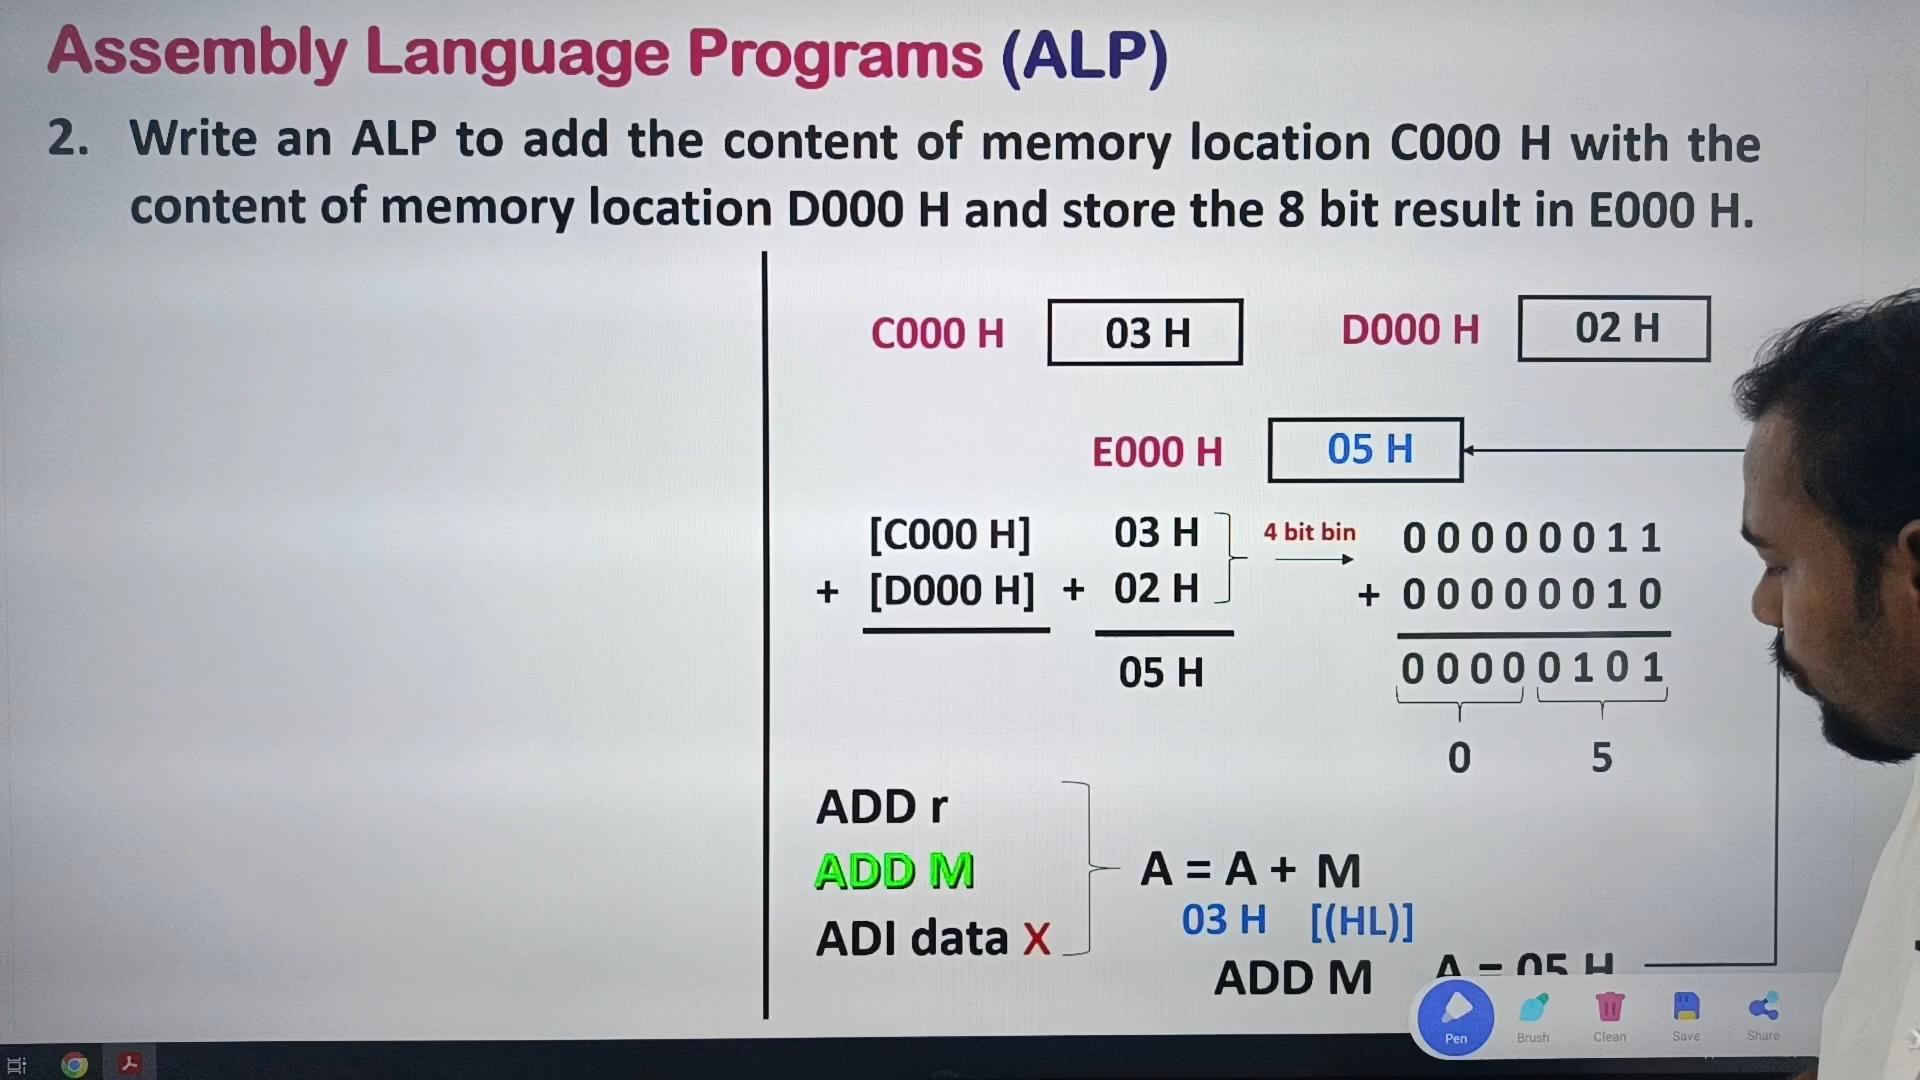 Assembly Language Programs (ALP)
2. Write an ALP to add the content of memory location C000 H with the
content of memory location D000 H and store the 8 bit result in E000 H.
C000 H 03 H D000 H 02 H
E000 H 05 H
[C000 H] 03 H 4 bit bin 0 0 0 0 0 0 1 1
+ [D000 H] + 02 H + 0 0 0 0 0 0 1 0
05 H 0 0 0 0 0 1 0 1
0 5
ADD r
ADD M A = A + M
03 H [(HL)]
ADI data X
ADD M A = 05 H
Pen Brush Clean Save Share